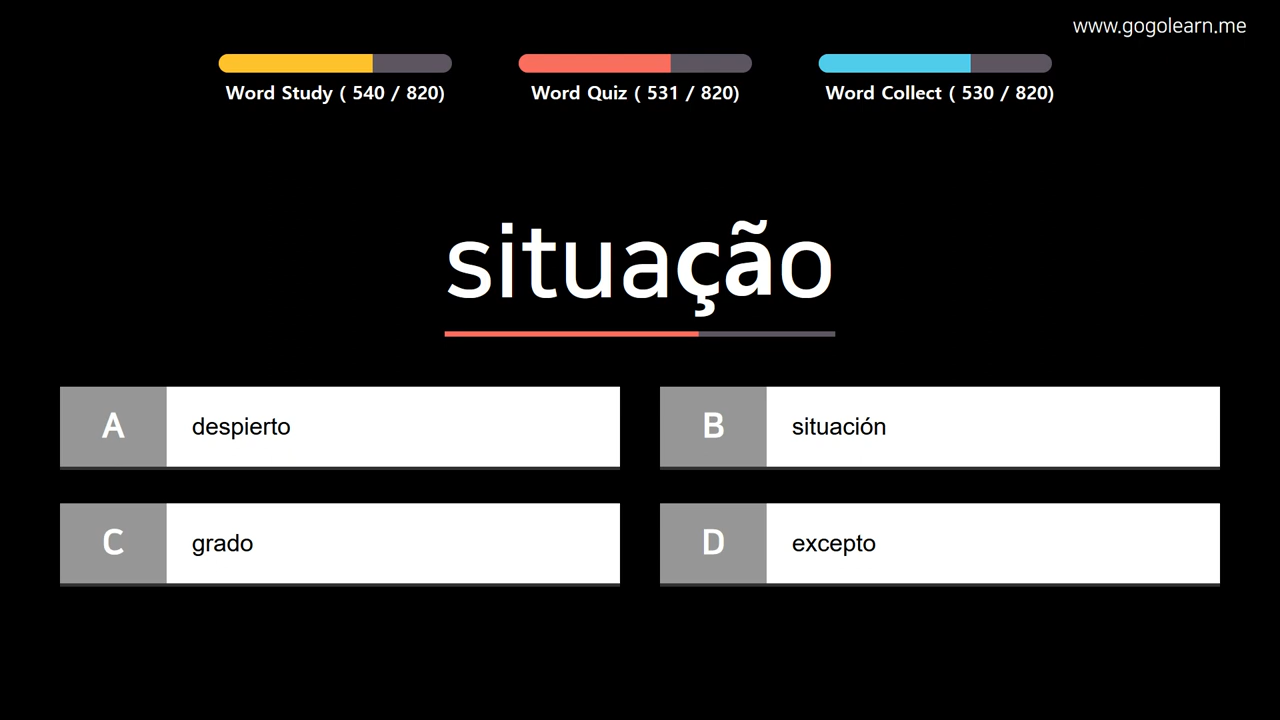 www.gogolearn.me
Word Study ( 540 / 820)
Word Quiz ( 531 / 820)
Word Collect ( 530 / 820)
situação
A despierto
B situación
C grado
D excepto